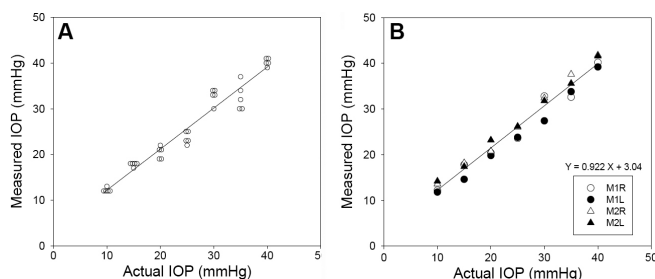 A
Measured IOP (mmHg)
50
40
30
20
10
0
0 10 20 30 40 5
Actual IOP (mmHg)
B
Measured IOP (mmHg)
50
40
30
20
10
0
Y = 0.922 X + 3.04
M1R
M1L
M2R
M2L
0 10 20 30 40 50
Actual IOP (mmHg)